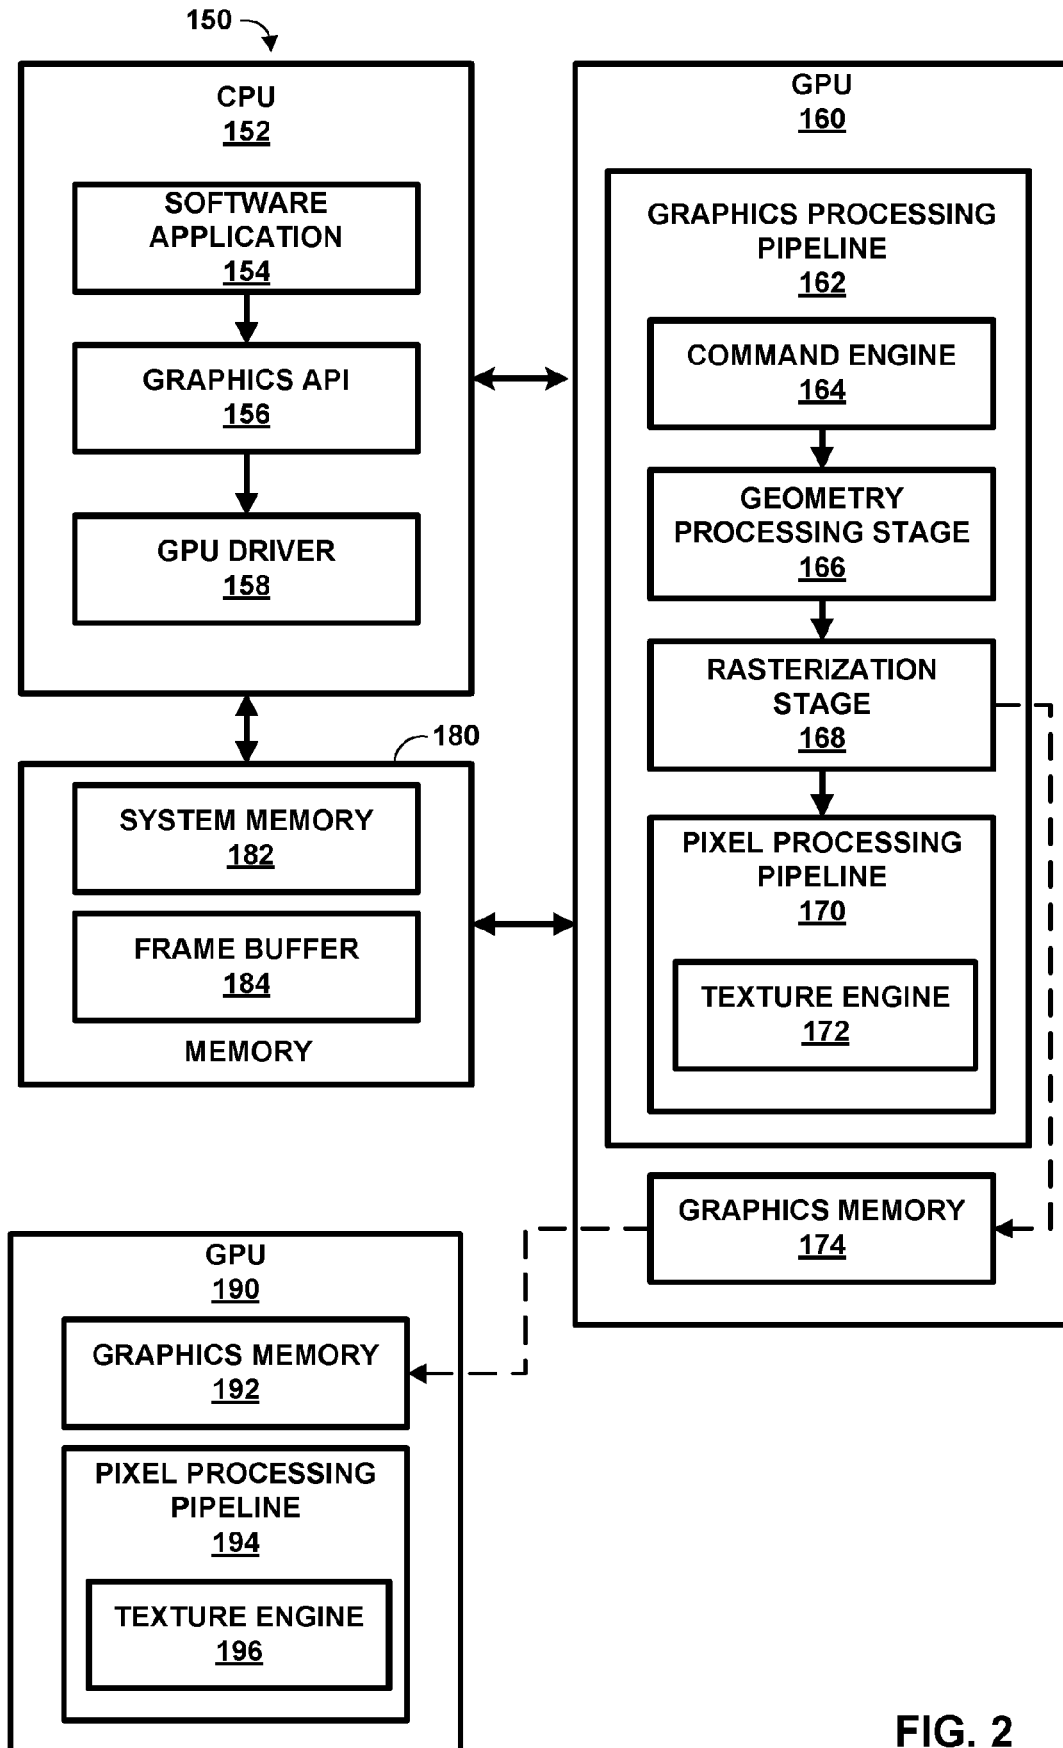 150
CPU
152
SOFTWARE
APPLICATION
154
GRAPHICS API
156
GPU DRIVER
158
180
SYSTEM MEMORY
182
FRAME BUFFER
184
MEMORY
GPU
160
GRAPHICS PROCESSING
PIPELINE
162
COMMAND ENGINE
164
GEOMETRY
PROCESSING STAGE
166
RASTERIZATION
STAGE
168
PIXEL PROCESSING
PIPELINE
170
TEXTURE ENGINE
172
GRAPHICS MEMORY
174
GPU
190
GRAPHICS MEMORY
192
PIXEL PROCESSING
PIPELINE
194
TEXTURE ENGINE
196
FIG. 2